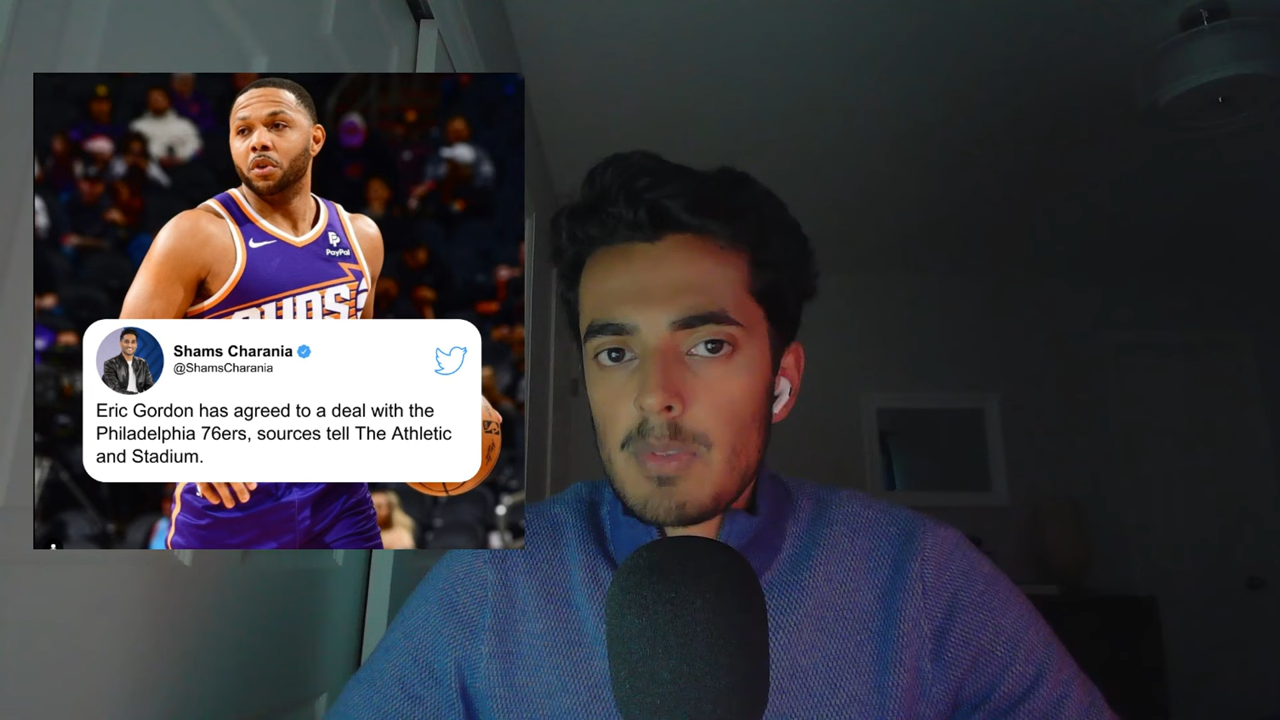 PayPal
SUNS
Shams Charania
@ShamsCharania
Eric Gordon has agreed to a deal with the
Philadelphia 76ers, sources tell The Athletic
and Stadium.